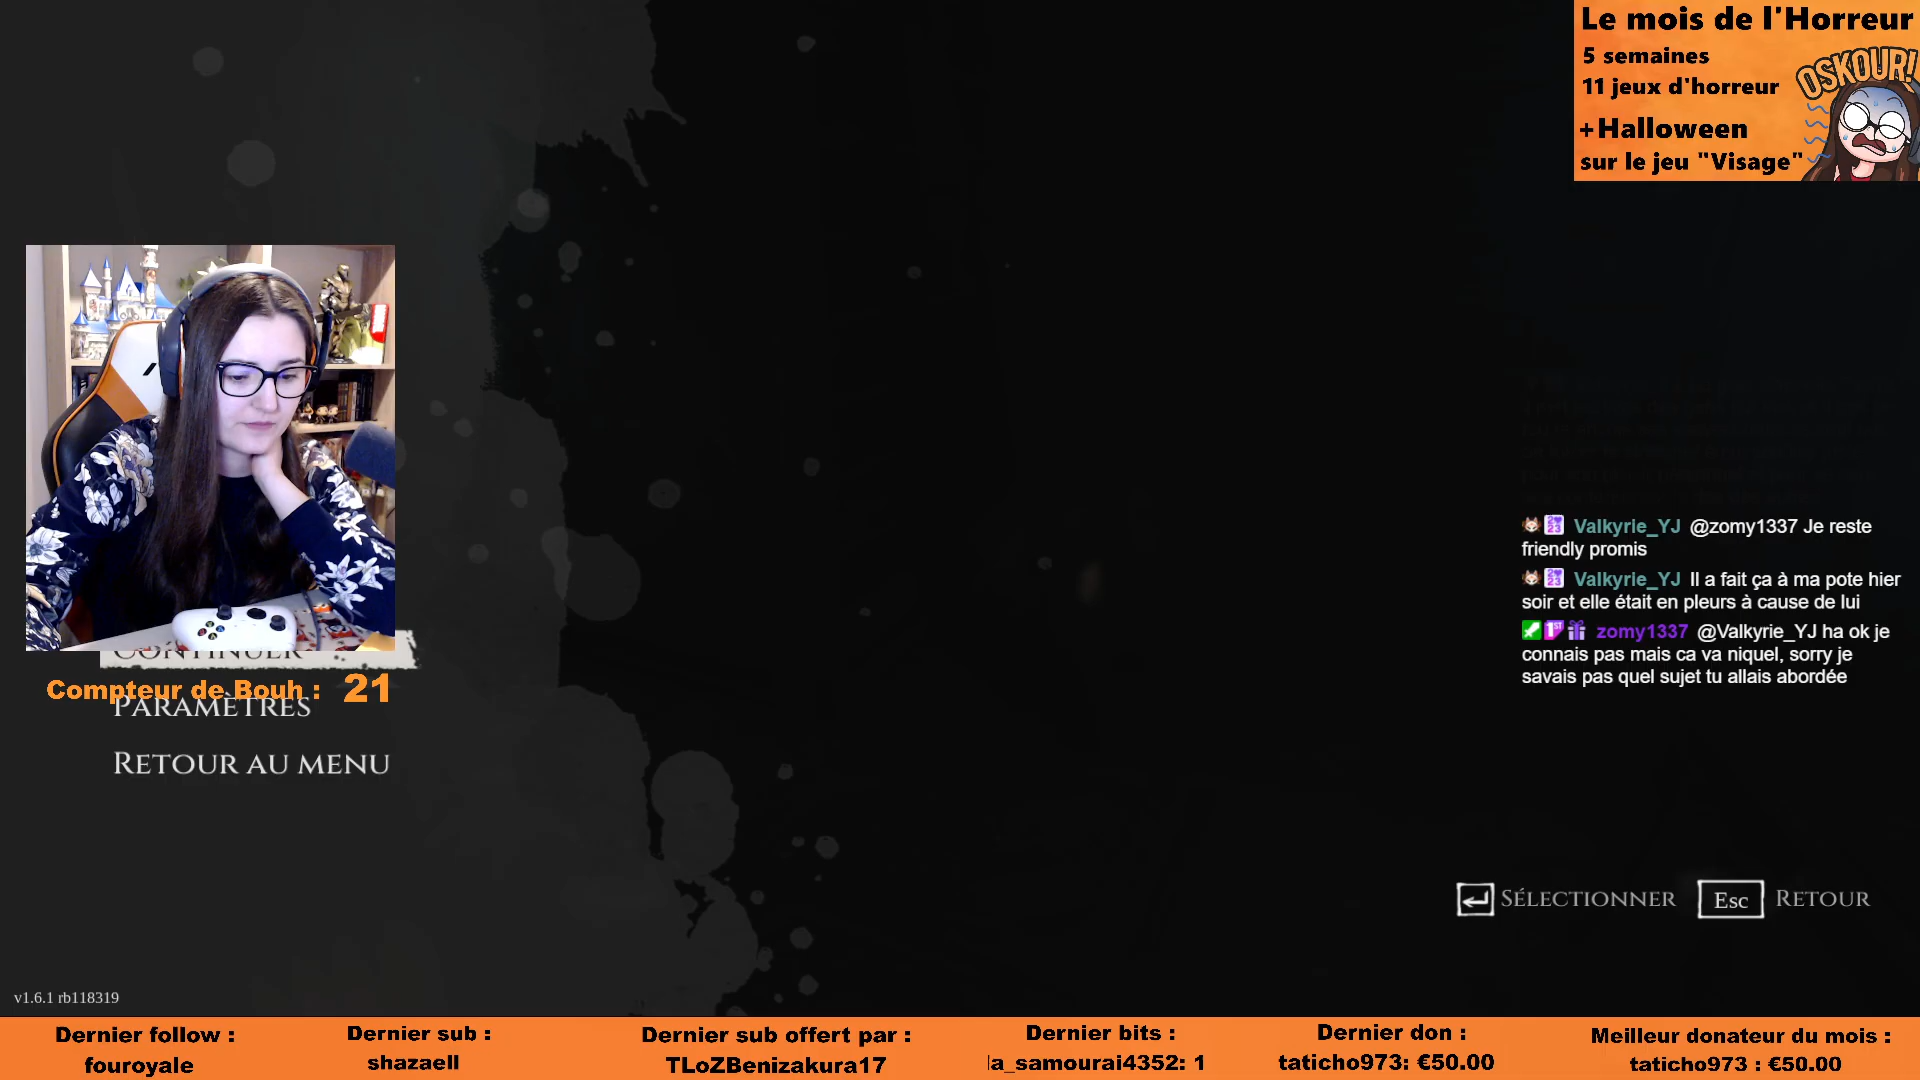 Le mois de l'Horreur
5 semaines
11 jeux d'horreur
+Halloween
sur le jeu "Visage"
OSKOUR!
Valkyrie_YJ @zomy1337 Je reste
friendly promis
Valkyrie_YJ Il a fait ça à ma pote hier
soir et elle était en pleurs à cause de lui
1ST zomy1337 @Valkyrie_YJ ha ok je
connais pas mais ca va niquel, sorry je
savais pas quel sujet tu allais abordée
Continuer
Compteur de Bouh : 21
Paramètres
Retour au menu
Sélectionner Esc Retour
v1.6.1 rb118319
Dernier follow :
fouroyale
Dernier sub :
shazaell
Dernier sub offert par :
TLoZBenizakura17
Dernier bits :
la_samourai4352: 1
Dernier don :
taticho973: €50.00
Meilleur donateur du mois :
taticho973 : €50.00